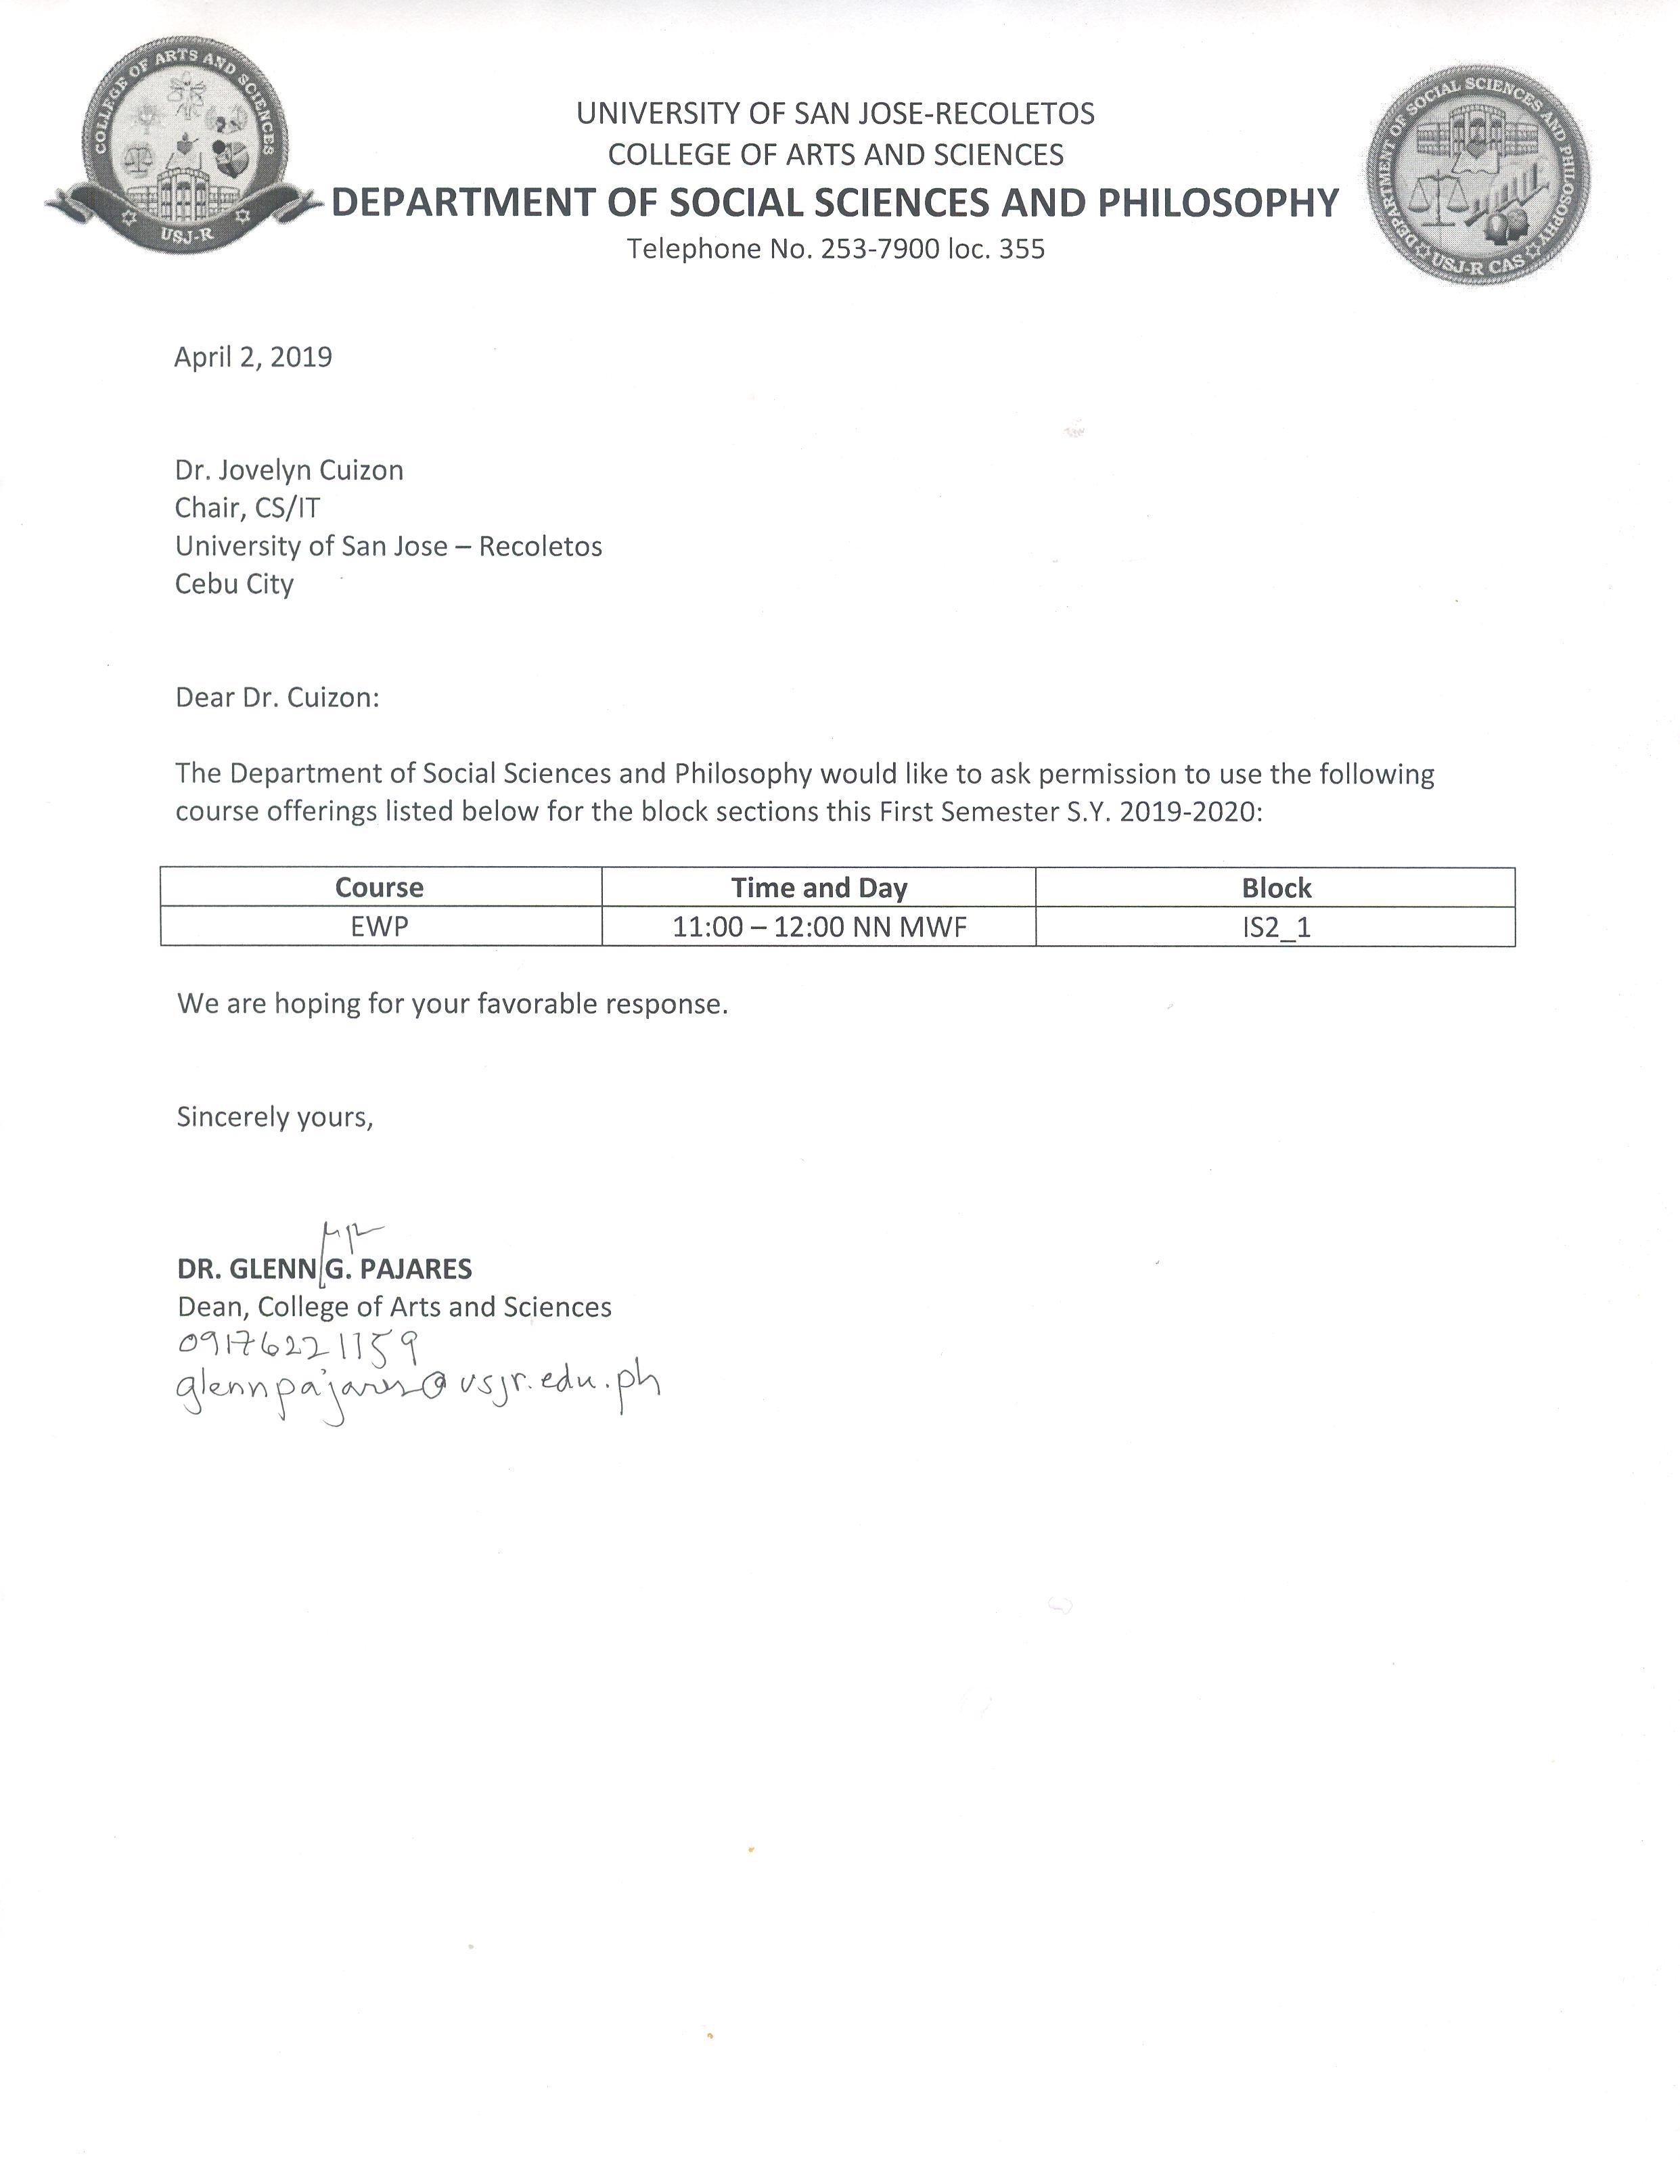 COLLEGE OF ARTS AND SCIENCES
USJ-R
UNIVERSITY OF SAN JOSE-RECOLETOS
COLLEGE OF ARTS AND SCIENCES
DEPARTMENT OF SOCIAL SCIENCES AND PHILOSOPHY
Telephone No. 253-7900 loc. 355
DEPARTMENT OF SOCIAL SCIENCES AND PHILOSOPHY
USJ-R CAS
April 2, 2019
Dr. Jovelyn Cuizon
Chair, CS/IT
University of San Jose – Recoletos
Cebu City
Dear Dr. Cuizon:
The Department of Social Sciences and Philosophy would like to ask permission to use the following
course offerings listed below for the block sections this First Semester S.Y. 2019-2020:
Course Time and Day Block
EWP 11:00 – 12:00 NN MWF IS2_1
We are hoping for your favorable response.
Sincerely yours,
DR. GLENN G. PAJARES
Dean, College of Arts and Sciences
09176221159
glennpajares@usjr.edu.ph